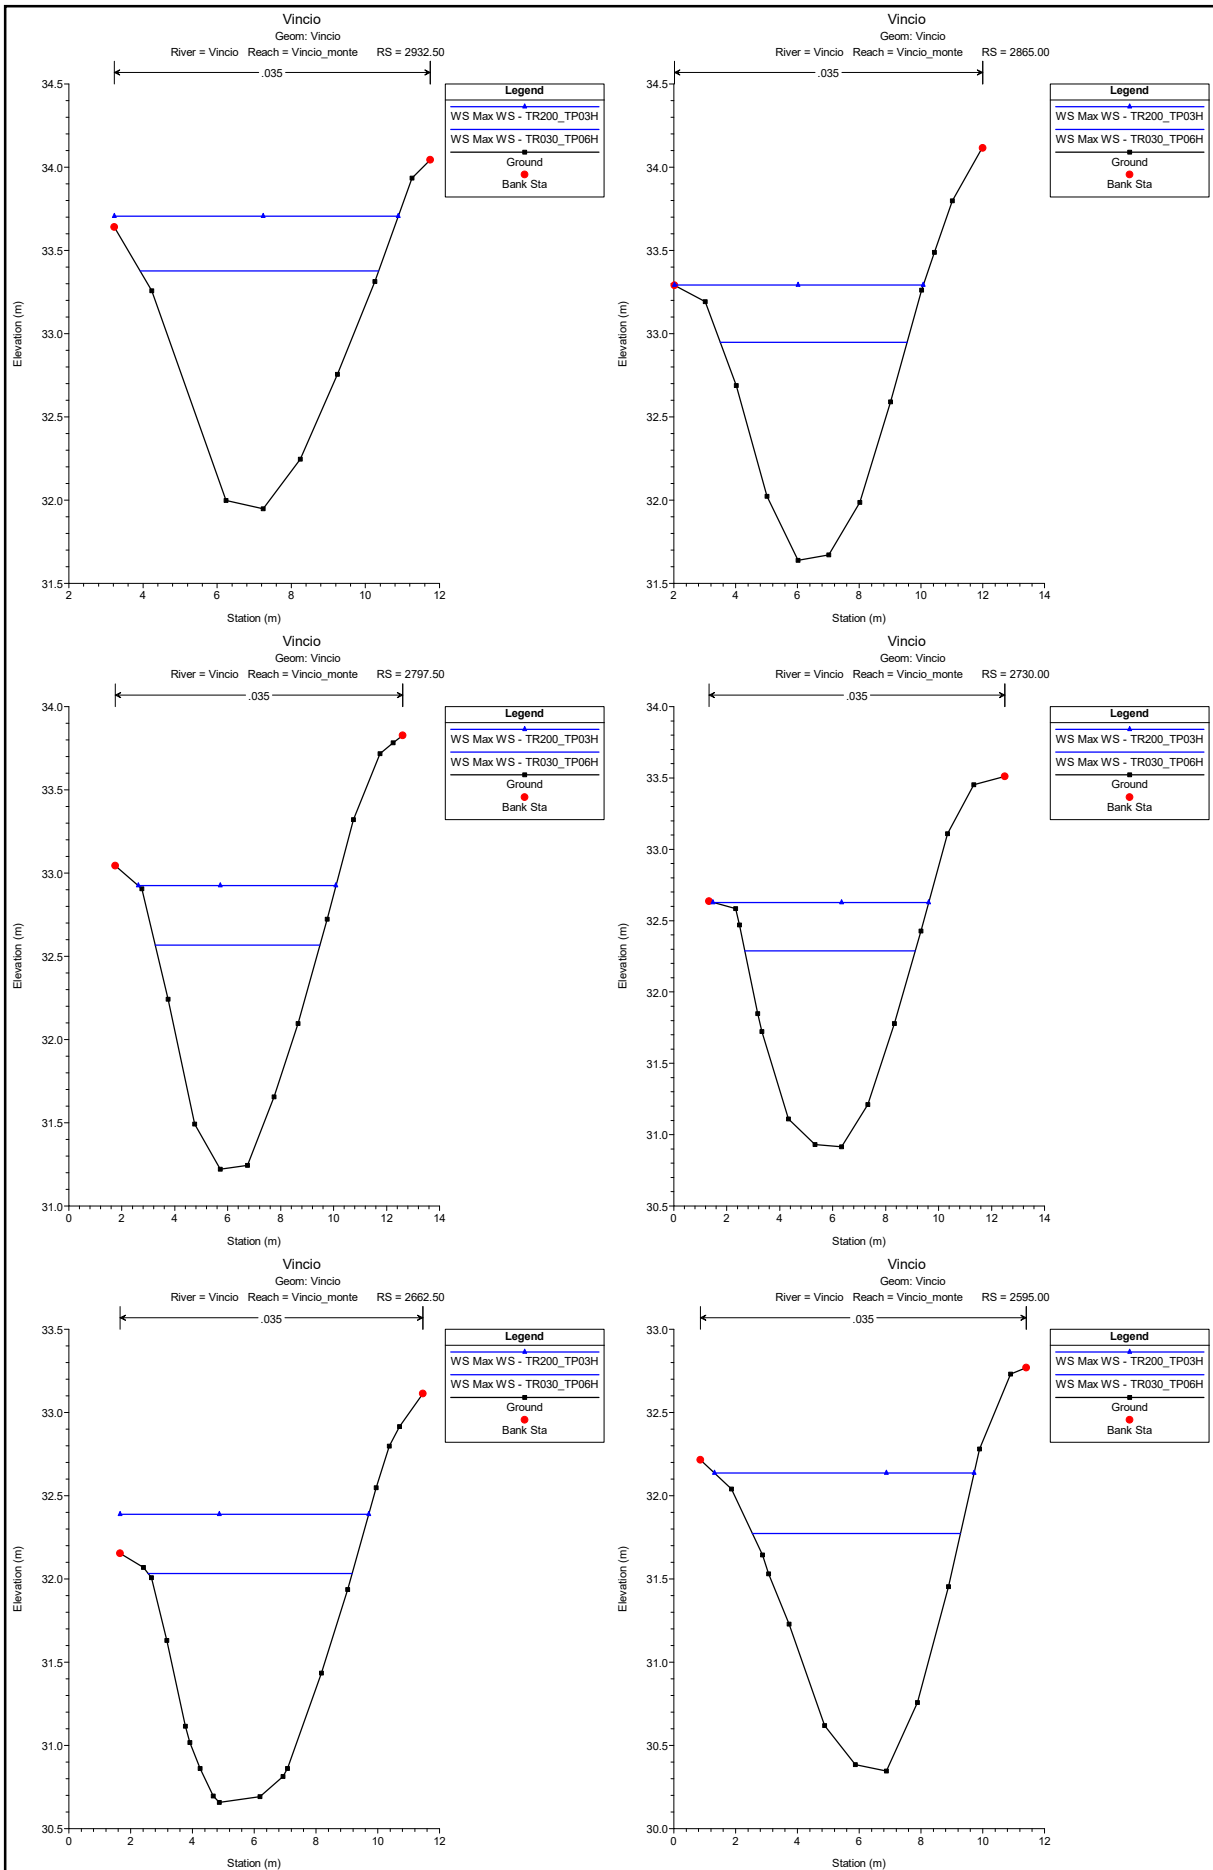 Vincio
Geom: Vincio
River = Vincio Reach = Vincio_monte RS = 2932.50
.035
Legend
WS Max WS - TR200_TP03H
WS Max WS - TR030_TP06H
Ground
Bank Sta
34.5
34.0
33.5
33.0
32.5
32.0
31.5
Elevation (m)
2 4 6 8 10 12
Station (m)
Vincio
Geom: Vincio
River = Vincio Reach = Vincio_monte RS = 2865.00
.035
Legend
WS Max WS - TR200_TP03H
WS Max WS - TR030_TP06H
Ground
Bank Sta
34.5
34.0
33.5
33.0
32.5
32.0
31.5
Elevation (m)
2 4 6 8 10 12 14
Station (m)
Vincio
Geom: Vincio
River = Vincio Reach = Vincio_monte RS = 2797.50
.035
Legend
WS Max WS - TR200_TP03H
WS Max WS - TR030_TP06H
Ground
Bank Sta
34.0
33.5
33.0
32.5
32.0
31.5
31.0
Elevation (m)
0 2 4 6 8 10 12 14
Station (m)
Vincio
Geom: Vincio
River = Vincio Reach = Vincio_monte RS = 2730.00
.035
Legend
WS Max WS - TR200_TP03H
WS Max WS - TR030_TP06H
Ground
Bank Sta
34.0
33.5
33.0
32.5
32.0
31.5
31.0
30.5
Elevation (m)
0 2 4 6 8 10 12 14
Station (m)
Vincio
Geom: Vincio
River = Vincio Reach = Vincio_monte RS = 2662.50
.035
Legend
WS Max WS - TR200_TP03H
WS Max WS - TR030_TP06H
Ground
Bank Sta
33.5
33.0
32.5
32.0
31.5
31.0
30.5
Elevation (m)
0 2 4 6 8 10 12
Station (m)
Vincio
Geom: Vincio
River = Vincio Reach = Vincio_monte RS = 2595.00
.035
Legend
WS Max WS - TR200_TP03H
WS Max WS - TR030_TP06H
Ground
Bank Sta
33.0
32.5
32.0
31.5
31.0
30.5
30.0
Elevation (m)
0 2 4 6 8 10 12
Station (m)